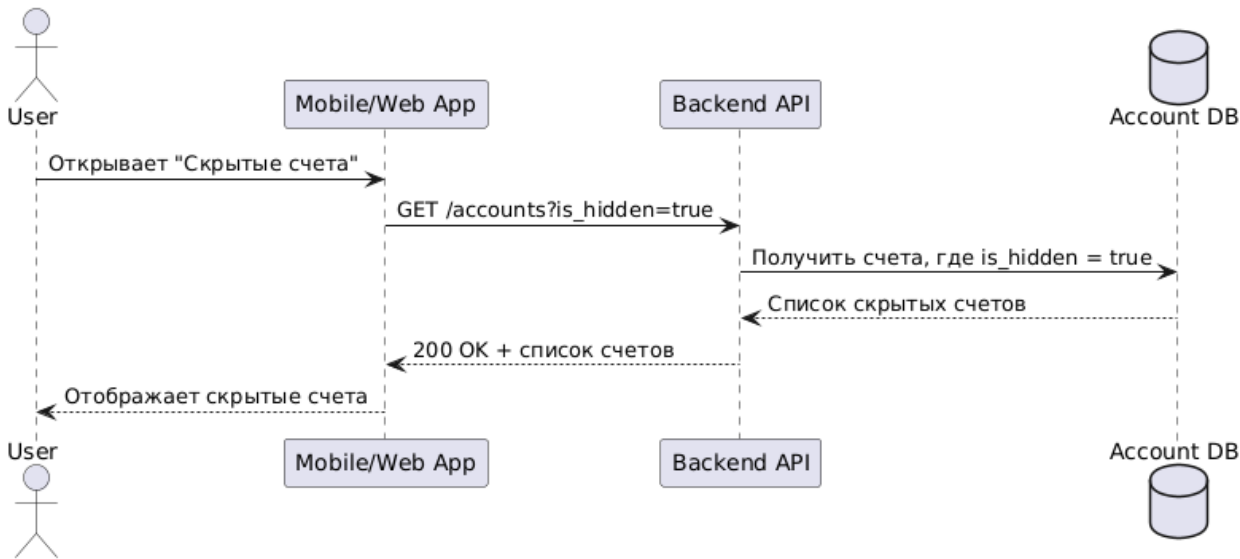 User
Mobile/Web App
Backend API
Account DB
Открывает "Скрытые счета"
GET /accounts?is_hidden=true
Получить счета, где is_hidden = true
Список скрытых счетов
200 OK + список счетов
Отображает скрытые счета
User
Mobile/Web App
Backend API
Account DB